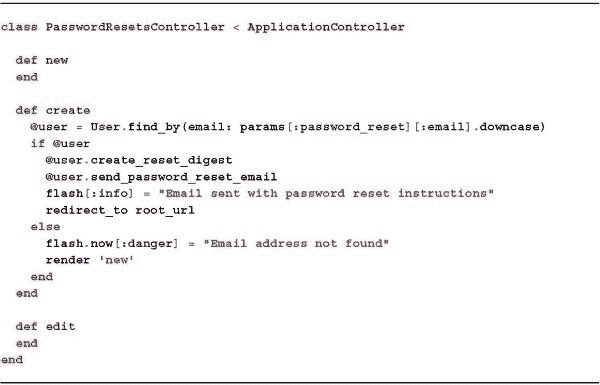 class PasswordResetsController < ApplicationController
def new
end
def create
@user = User.find_by(email: params[:password_reset][:email].downcase)
if @user
@user.create_reset_digest
@user.send_password_reset_email
flash[:info] = "Email sent with password reset instructions"
redirect_to root_url
else
flash.now[:danger] = "Email address not found"
render 'new'
end
end
def edit
end
end